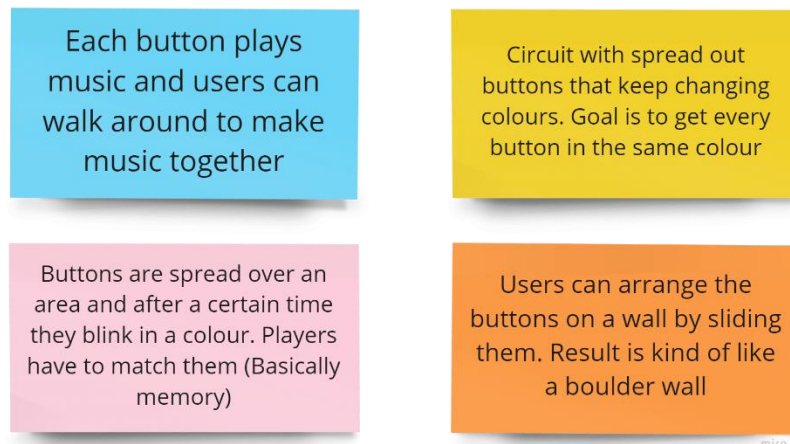 Each button plays
music and users can
walk around to make
music together
Circuit with spread out
buttons that keep changing
colours. Goal is to get every
button in the same colour
Buttons are spread over an
area and after a certain time
they blink in a colour. Players
have to match them (Basically
memory)
Users can arrange the
buttons on a wall by sliding
them. Result is kind of like
a boulder wall
miro